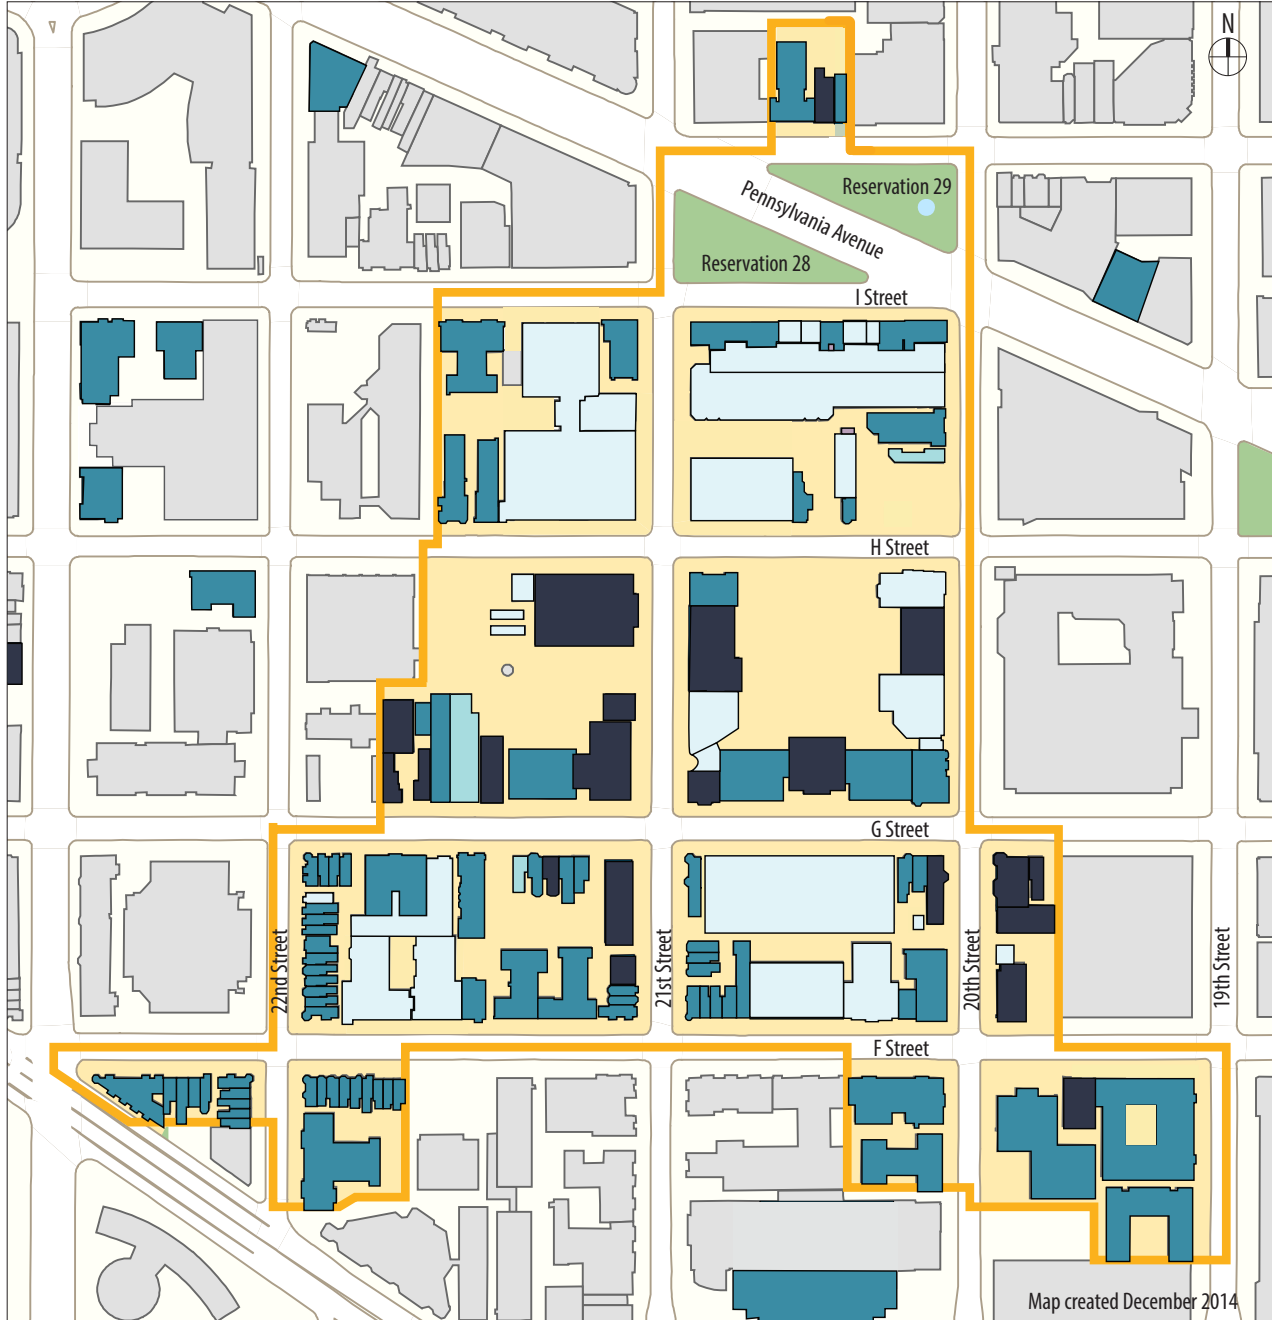 N
Reservation 29
Pennsylvania Avenue
Reservation 28
I Street
H Street
G Street
22nd Street
21st Street
20th Street
19th Street
F Street
Map created December 2014